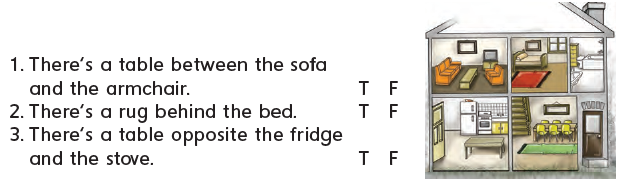 1. There's a table between the sofa
and the armchair. T F
2. There's a rug behind the bed. T F
3. There's a table opposite the fridge
and the stove. T F